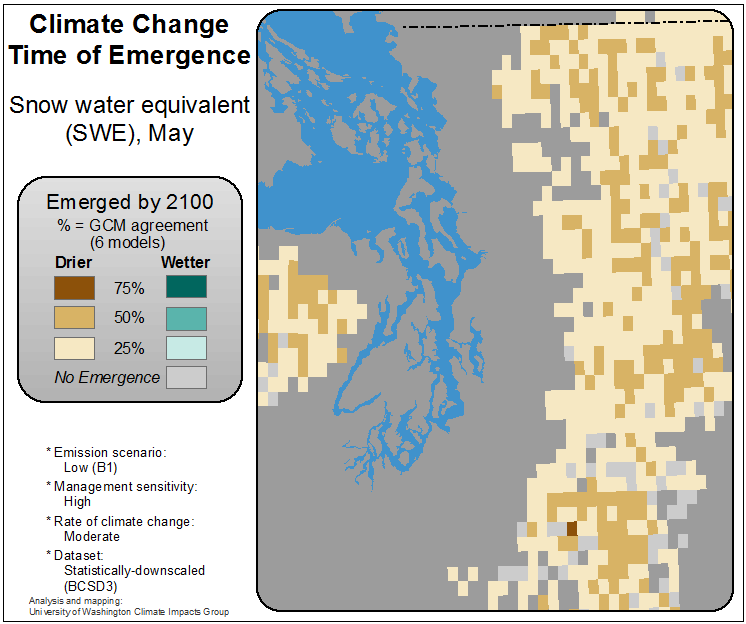 Climate Change
Time of Emergence
Snow water equivalent
(SWE), May
Emerged by 2100
% = GCM agreement
(6 models)
Drier Wetter
75%
50%
25%
No Emergence
* Emission scenario:
Low (B1)
* Management sensitivity:
High
* Rate of climate change:
Moderate
* Dataset:
Statistically-downscaled
(BCSD3)
Analysis and mapping:
University of Washington Climate Impacts Group